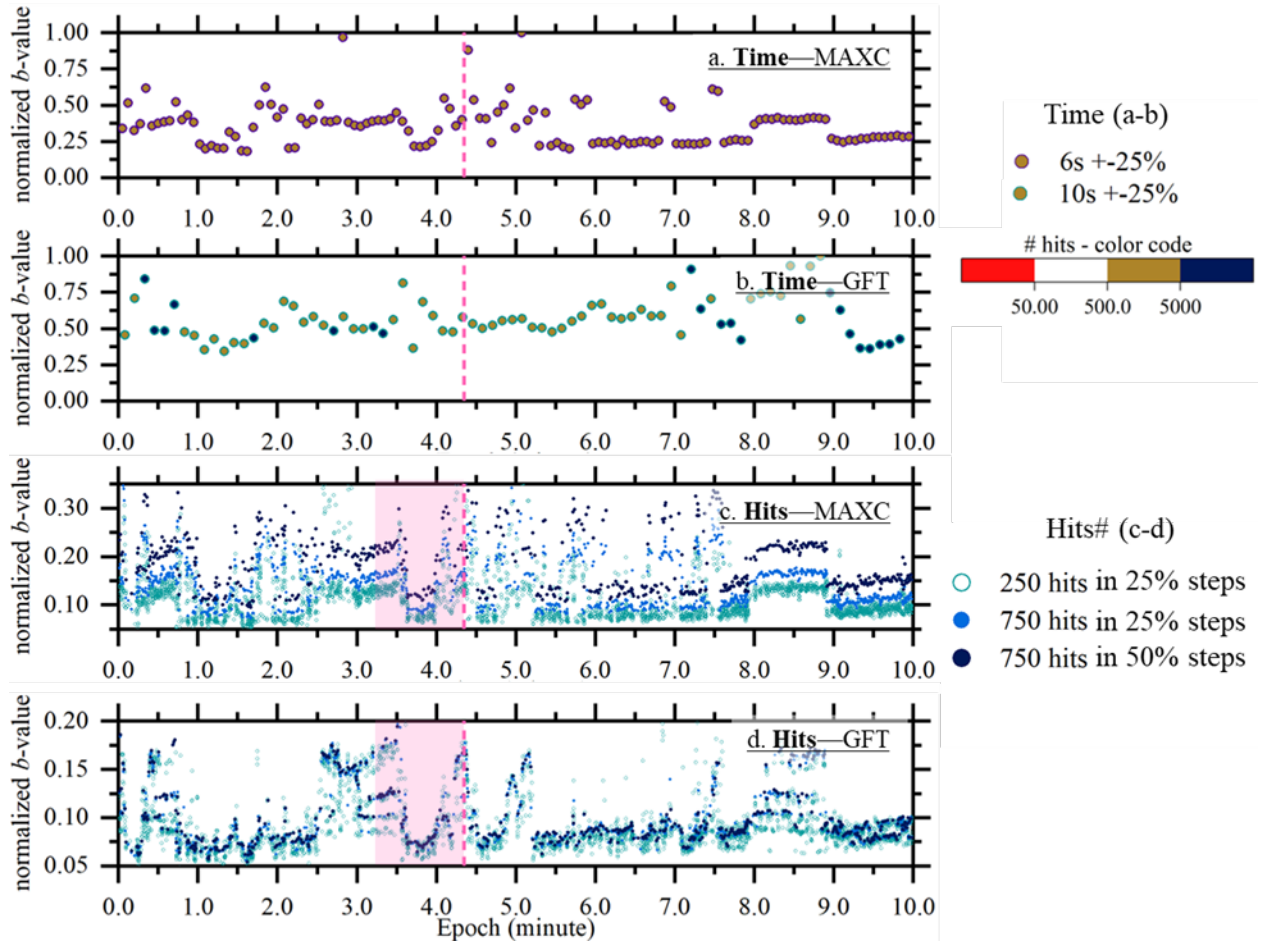 normalized b-value
1.00
0.75
0.50
0.25
0.00
a. Time—MAXC
0.0 1.0 2.0 3.0 4.0 5.0 6.0 7.0 8.0 9.0 10.0
normalized b-value
1.00
0.75
0.50
0.25
0.00
b. Time—GFT
0.0 1.0 2.0 3.0 4.0 5.0 6.0 7.0 8.0 9.0 10.0
normalized b-value
0.30
0.20
0.10
c. Hits—MAXC
0.0 1.0 2.0 3.0 4.0 5.0 6.0 7.0 8.0 9.0 10.0
normalized b-value
0.20
0.15
0.10
0.05
d. Hits—GFT
0.0 1.0 2.0 3.0 4.0 5.0 6.0 7.0 8.0 9.0 10.0
Epoch (minute)
Time (a-b)
6s +-25%
10s +-25%
# hits - color code
50.00 500.0 5000
Hits# (c-d)
250 hits in 25% steps
750 hits in 25% steps
750 hits in 50% steps